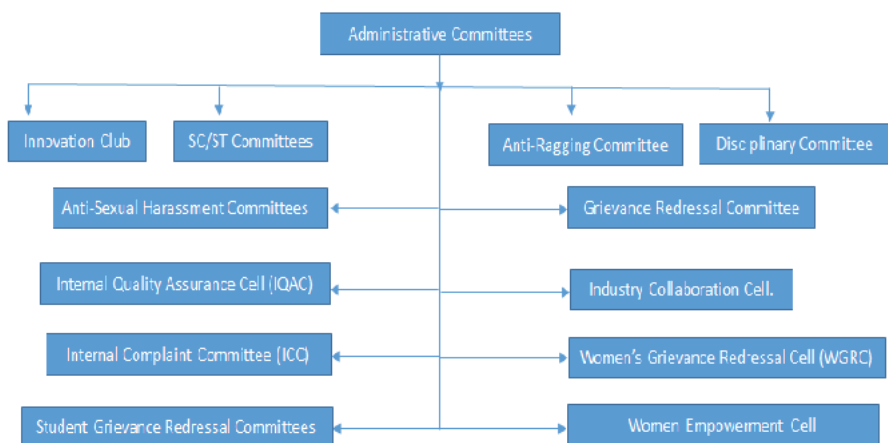 Administrative Committees
Innovation Club
SC/ST Committees
Anti-Ragging Committee
Disciplinary Committee
Anti-Sexual Harassment Committees
Grievance Redressal Committee
Internal Quality Assurance Cell (IQAC)
Industry Collaboration Cell.
Internal Complaint Committee (ICC)
Women's Grievance Redressal Cell (WGRC)
Student Grievance Redressal Committees
Women Empowerment Cell